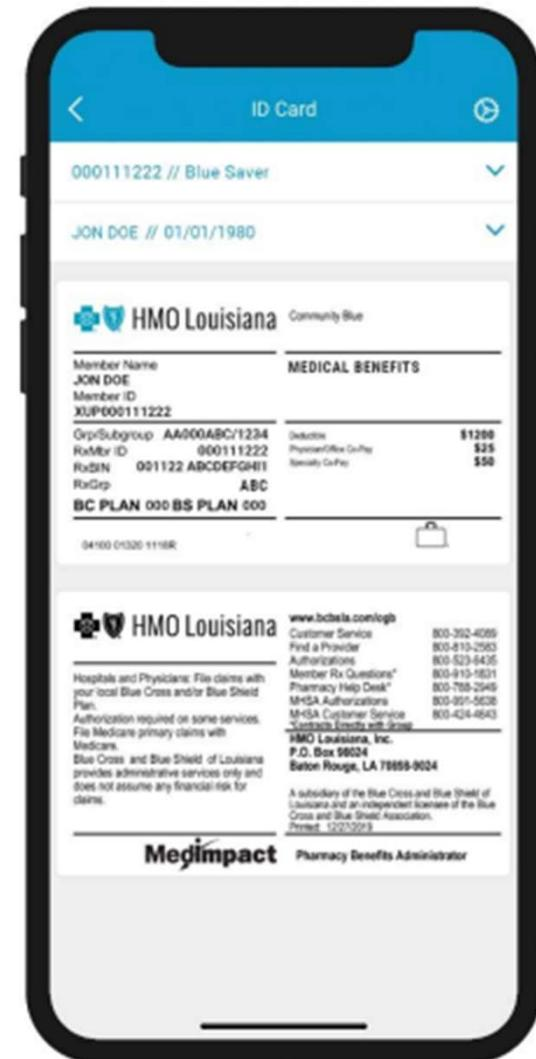 ID Card
000111222 // Blue Saver
JON DOE // 01/01/1980
HMO Louisiana
Community Blue
Member Name
JON DOE
Member ID
XUP000111222
MEDICAL BENEFITS
Grp/Subgroup AA000ABC/1234
RxMbr ID 000111222
RxBIN 001122 ABCDEFGHI1
RxGrp ABC
BC PLAN 000 BS PLAN 000
Deductible $1200
Physician/Office Co-Pay $25
Specialty Co-Pay $50
04100 01320 1118R
HMO Louisiana
Hospitals and Physicians: File claims with
your local Blue Cross and/or Blue Shield
Plan.
Authorization required on some services.
File Medicare primary claims with
Medicare.
Blue Cross and Blue Shield of Louisiana
provides administrative services only and
does not assume any financial risk for
claims.
www.bcbsla.com/ogb
Customer Service 800-392-4089
Find a Provider 800-810-2583
Authorizations 800-523-6435
Member Rx Questions* 800-910-1831
Pharmacy Help Desk* 800-788-2949
MHSA Authorizations
MHSA Customer Service 800-424-4643
*Contracts Directly with Group
HMO Louisiana, Inc.
P.O. Box 98024
Baton Rouge, LA 70898-9024
A subsidiary of the Blue Cross and Blue Shield of
Louisiana and an independent licensee of the Blue
Cross and Blue Shield Association.
Printed: 12/27/2019
Medimpact
Pharmacy Benefits Administrator